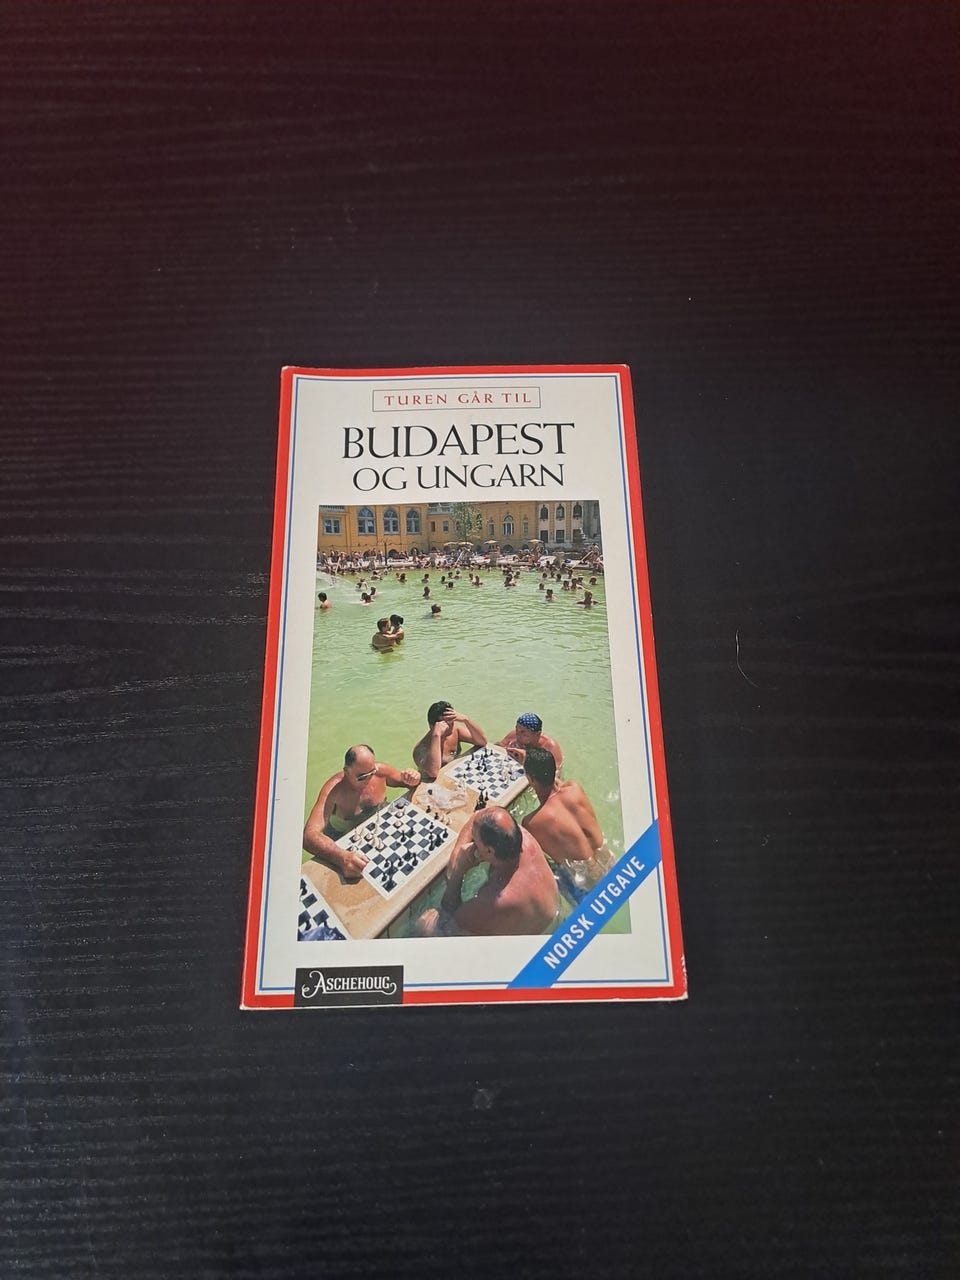 TUREN GÅR TIL
BUDAPEST
OG UNGARN
NORSK UTGAVE
ASCHEHOUG